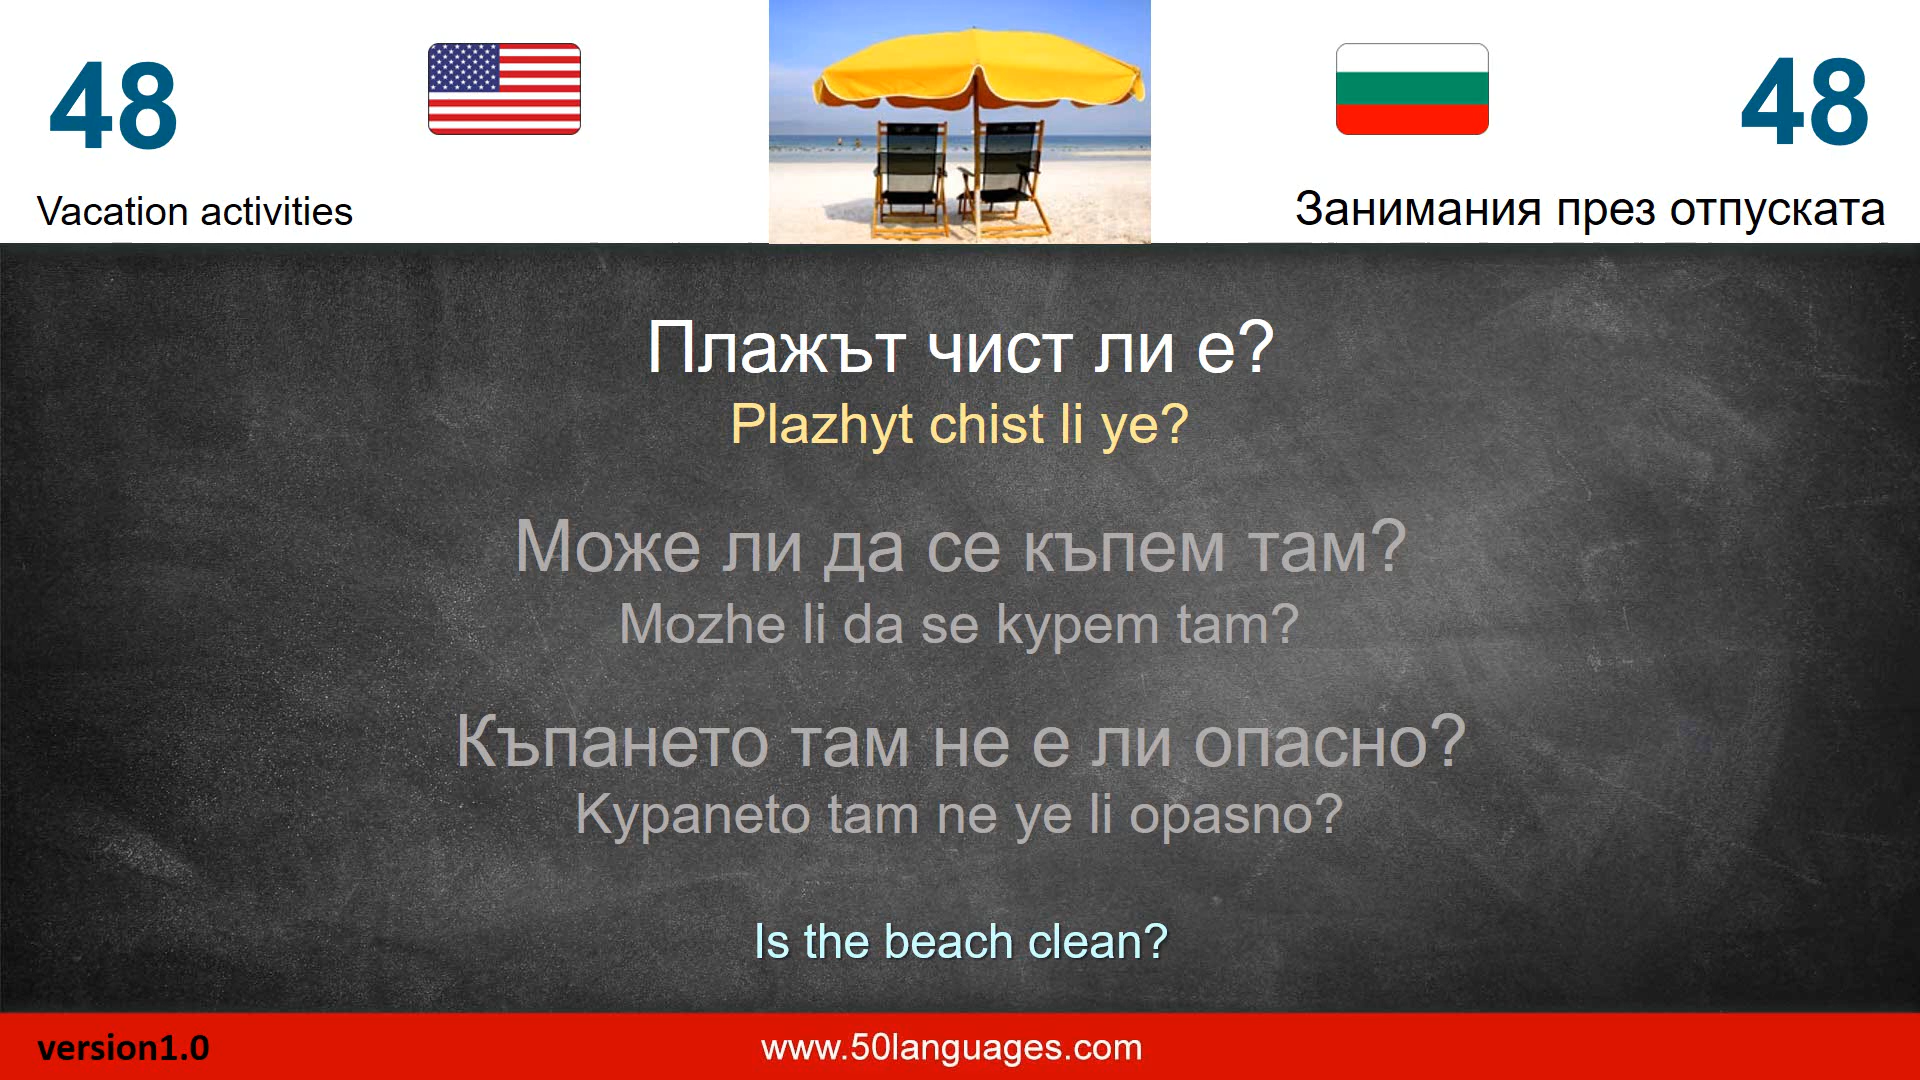 48
48
Vacation activities
Занимания през отпуската
Плажът чист ли е?
Plazhyt chist li ye?
Може ли да се къпем там?
Mozhe li da se kypem tam?
Къпането там не е ли опасно?
Kypaneto tam ne ye li opasno?
Is the beach clean?
version1.0
www.50languages.com